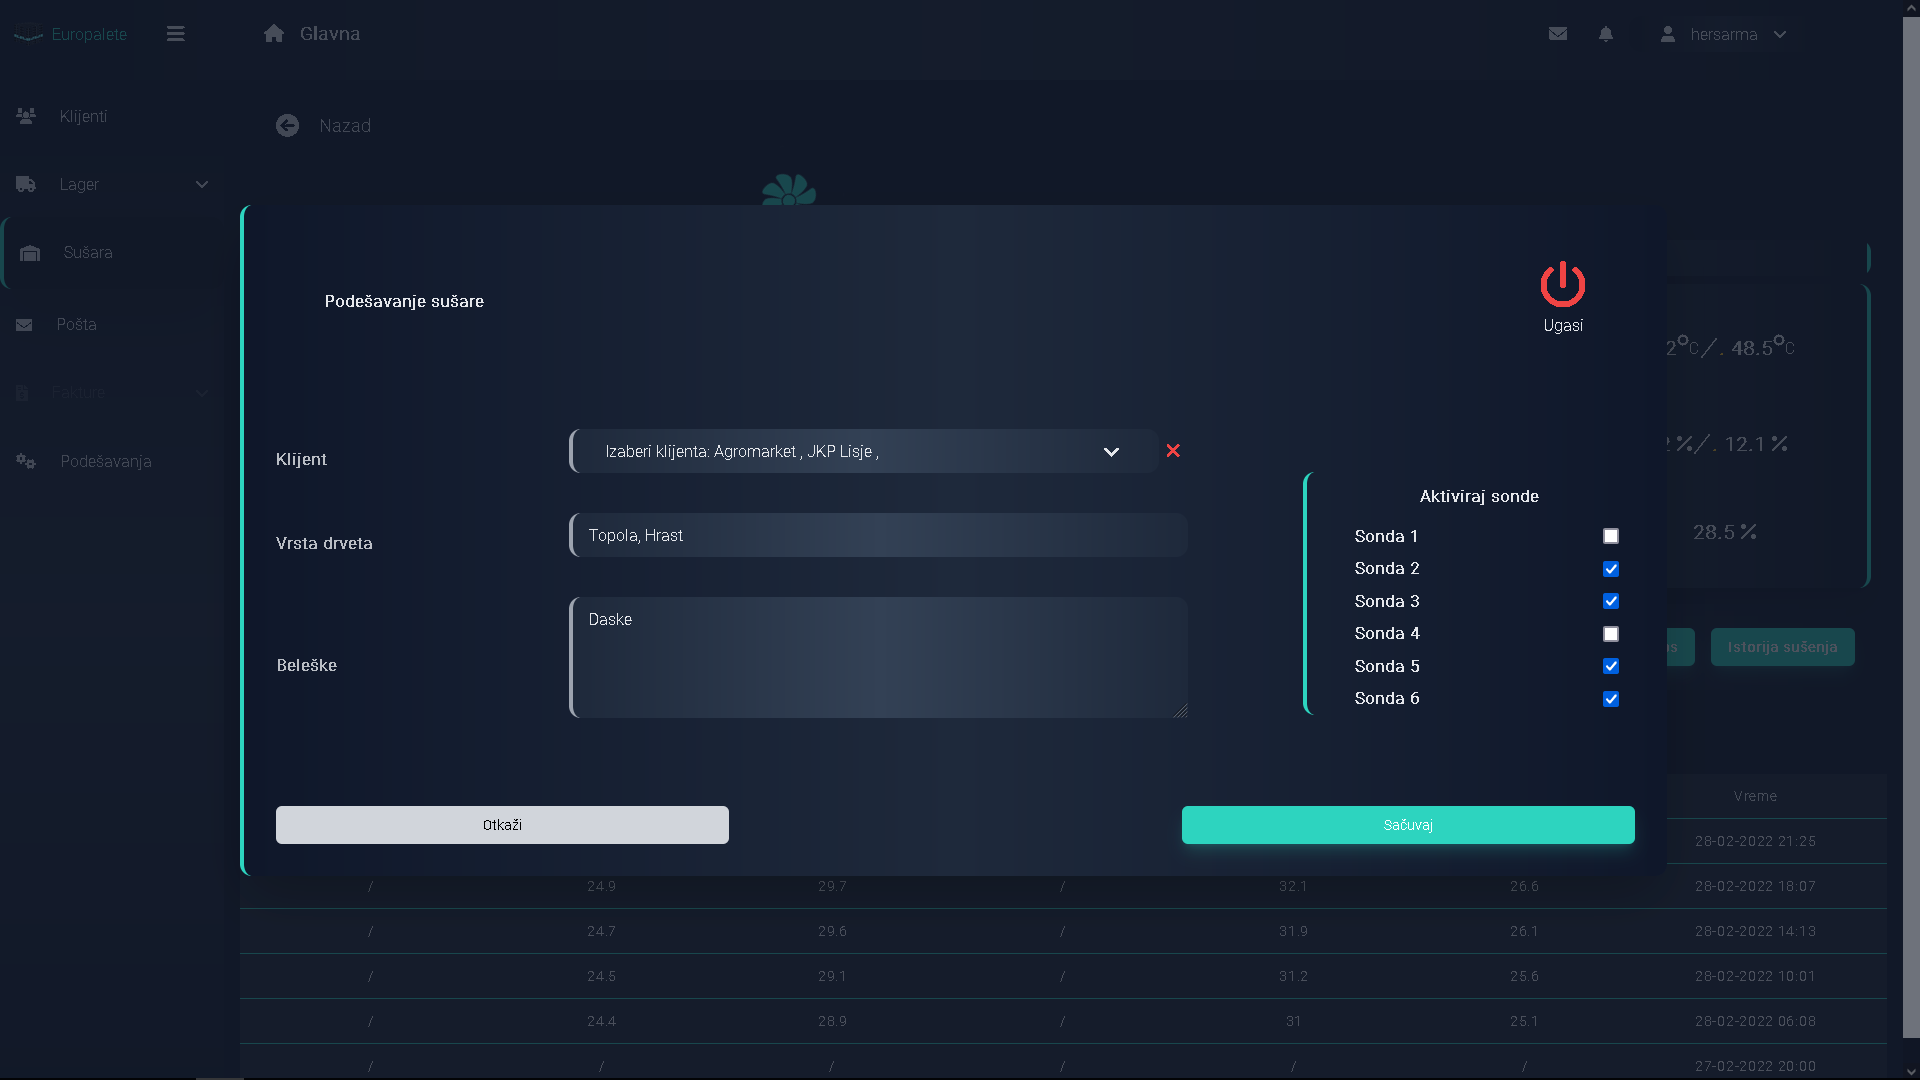 Europalete
Glavna
hersarma
Klijenti
Nazad
Lager
Sušara
Podešavanje sušare
Pošta
Ugasi
2°C/. 48.5°C
Fakture
Klijent
Izaberi klijenta: Agromarket , JKP Lisje ,
%/. 12.1 %
Podešavanja
Aktiviraj sonde
Vrsta drveta
Topola, Hrast
Sonda 1
28.5 %
Sonda 2
Sonda 3
Beleške
Daske
Sonda 4
Istorija sušenja
Sonda 5
Sonda 6
Vreme
Otkaži
Sačuvaj
28-02-2022 21:25
/ 24.9 29.7 / 32.1 26.6 28-02-2022 18:07
/ 24.7 29.6 / 31.9 26.1 28-02-2022 14:13
/ 24.5 29.1 / 31.2 25.6 28-02-2022 10:01
/ 24.4 28.9 / 31 25.1 28-02-2022 06:08
/ / / / / / 27-02-2022 20:00